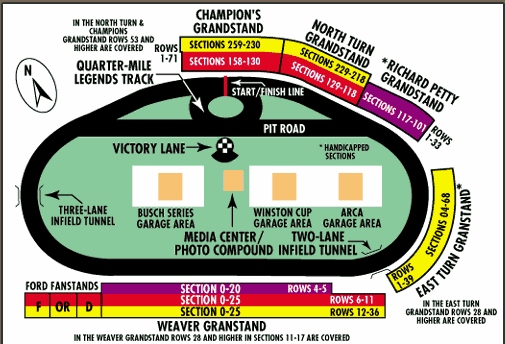 IN THE NORTH TURN &
CHAMPIONS
GRANDSTAND ROWS 53 AND
HIGHER ARE COVERED
CHAMPION'S
GRANDSTAND
ROWS
1-71
SECTIONS 259-230
SECTIONS 158-130
NORTH TURN
GRANDSTAND
SECTIONS 229-218
SECTIONS 129-118
*RICHARD PETTY
GRANDSTAND
SECTIONS 117-101
ROWS
1-33
N
QUARTER-MILE
LEGENDS TRACK
START/FINISH LINE
PIT ROAD
VICTORY LANE
* HANDICAPPED
SECTIONS
THREE-LANE
INFIELD TUNNEL
BUSCH SERIES
GARAGE AREA
WINSTON CUP
GARAGE AREA
ARCA
GARAGE AREA
MEDIA CENTER/
PHOTO COMPOUND
TWO-LANE
INFIELD TUNNEL
SECTIONS 04-68
EAST TURN GRANSTAND*
ROWS
1-39
IN THE EAST TURN
GRANDSTAND ROWS 28 AND
HIGHER ARE COVERED
FORD FANSTANDS
F OR D
SECTION 0-20 ROWS 4-5
SECTION 0-25 ROWS 6-11
SECTION 0-25 ROWS 12-36
WEAVER GRANSTAND
IN THE WEAVER GRANDSTAND ROWS 28 AND HIGHER IN SECTIONS 11-17 ARE COVERED